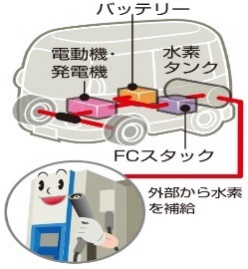 バッテリー
電動機・
発電機
水素
タンク
FCスタック
外部から水素
を補給